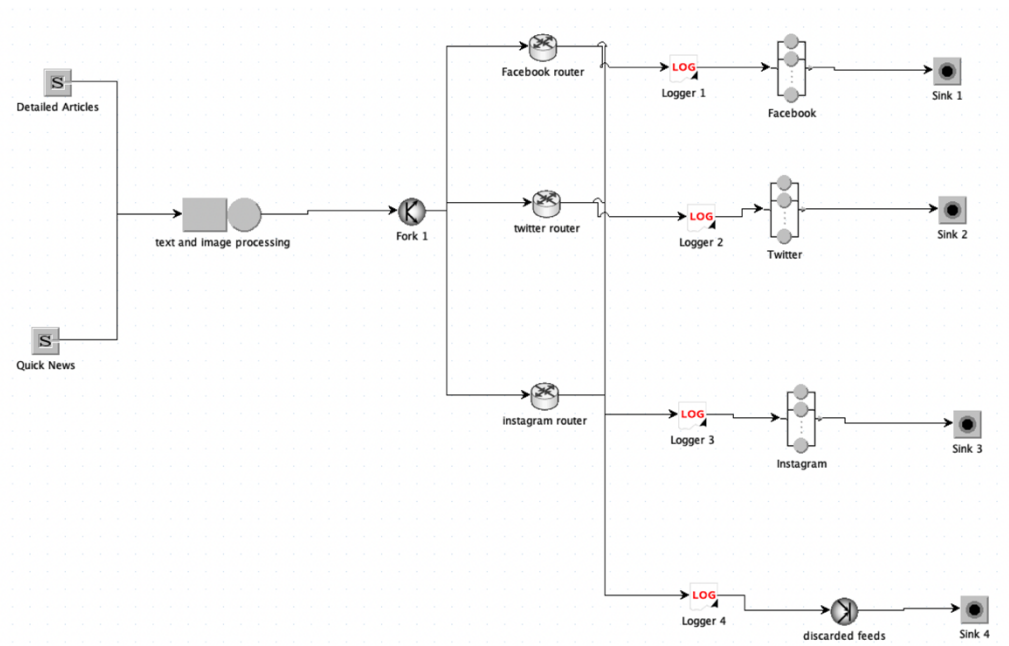 Detailed Articles
S
Quick News
S
text and image processing
Fork 1
Facebook router
twitter router
instagram router
LOG
Logger 1
Facebook
Sink 1
LOG
Logger 2
Twitter
Sink 2
LOG
Logger 3
Instagram
Sink 3
LOG
Logger 4
discarded feeds
Sink 4